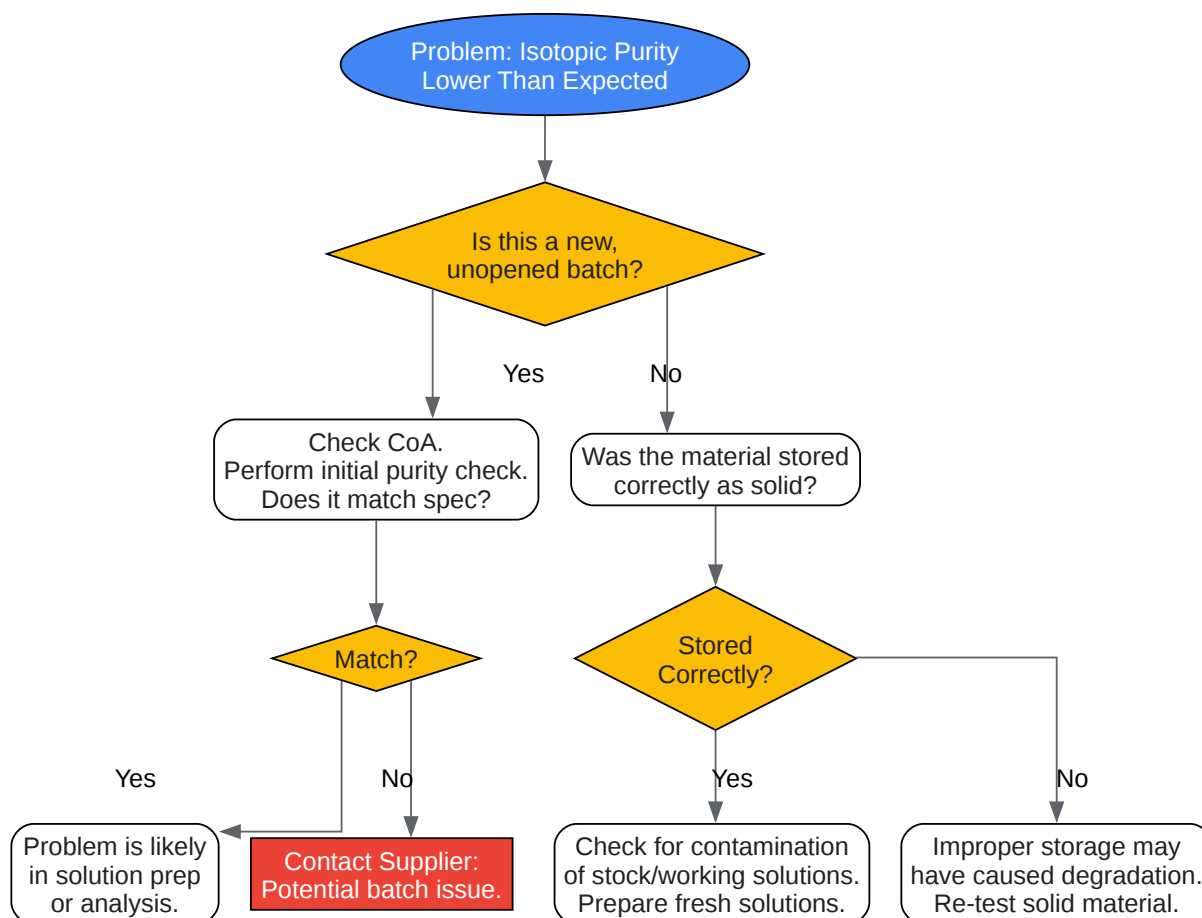 Problem: Isotopic Purity
Lower Than Expected
Is this a new,
unopened batch?
Yes
No
Check CoA.
Perform initial purity check.
Does it match spec?
Was the material stored
correctly as solid?
Match?
Stored
Correctly?
Yes
No
Yes
No
Problem is likely
in solution prep
or analysis.
Contact Supplier:
Potential batch issue.
Check for contamination
of stock/working solutions.
Prepare fresh solutions.
Improper storage may
have caused degradation.
Re-test solid material.